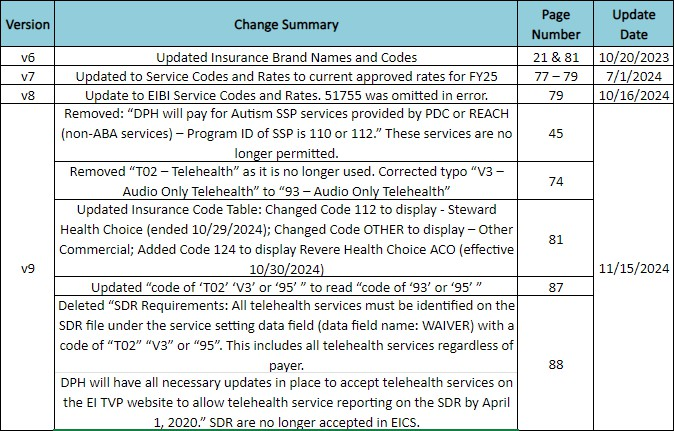 Version
Change Summary
Page
Number
Update
Date
v6
Updated Insurance Brand Names and Codes
21 & 81
10/20/2023
v7
Updated to Service Codes and Rates to current approved rates for FY25
77 – 79
7/1/2024
v8
Update to EIBI Service Codes and Rates. 51755 was omitted in error.
79
10/16/2024
v9
Removed: “DPH will pay for Autism SSP services provided by PDC or REACH
(non-ABA services) – Program ID of SSP is 110 or 112.” These services are no
longer permitted.
45
11/15/2024
Removed “T02 – Telehealth” as it is no longer used. Corrected typo “V3 –
Audio Only Telehealth” to “93 – Audio Only Telehealth”
74
Updated Insurance Code Table: Changed Code 112 to display - Steward
Health Choice (ended 10/29/2024); Changed Code OTHER to display – Other
Commercial; Added Code 124 to display Revere Health Choice ACO (effective
10/30/2024)
81
Updated “code of ‘T02’ ‘V3’ or ‘95’ ” to read “code of ‘93’ or ‘95’ ”
87
Deleted “SDR Requirements: All telehealth services must be identified on the
SDR file under the service setting data field (data field name: WAIVER) with a
code of “T02” “V3” or “95”. This includes all telehealth services regardless of
payer.
DPH will have all necessary updates in place to accept telehealth services on
the EI TVP website to allow telehealth service reporting on the SDR by April
1, 2020.” SDR are no longer accepted in EICS.
88